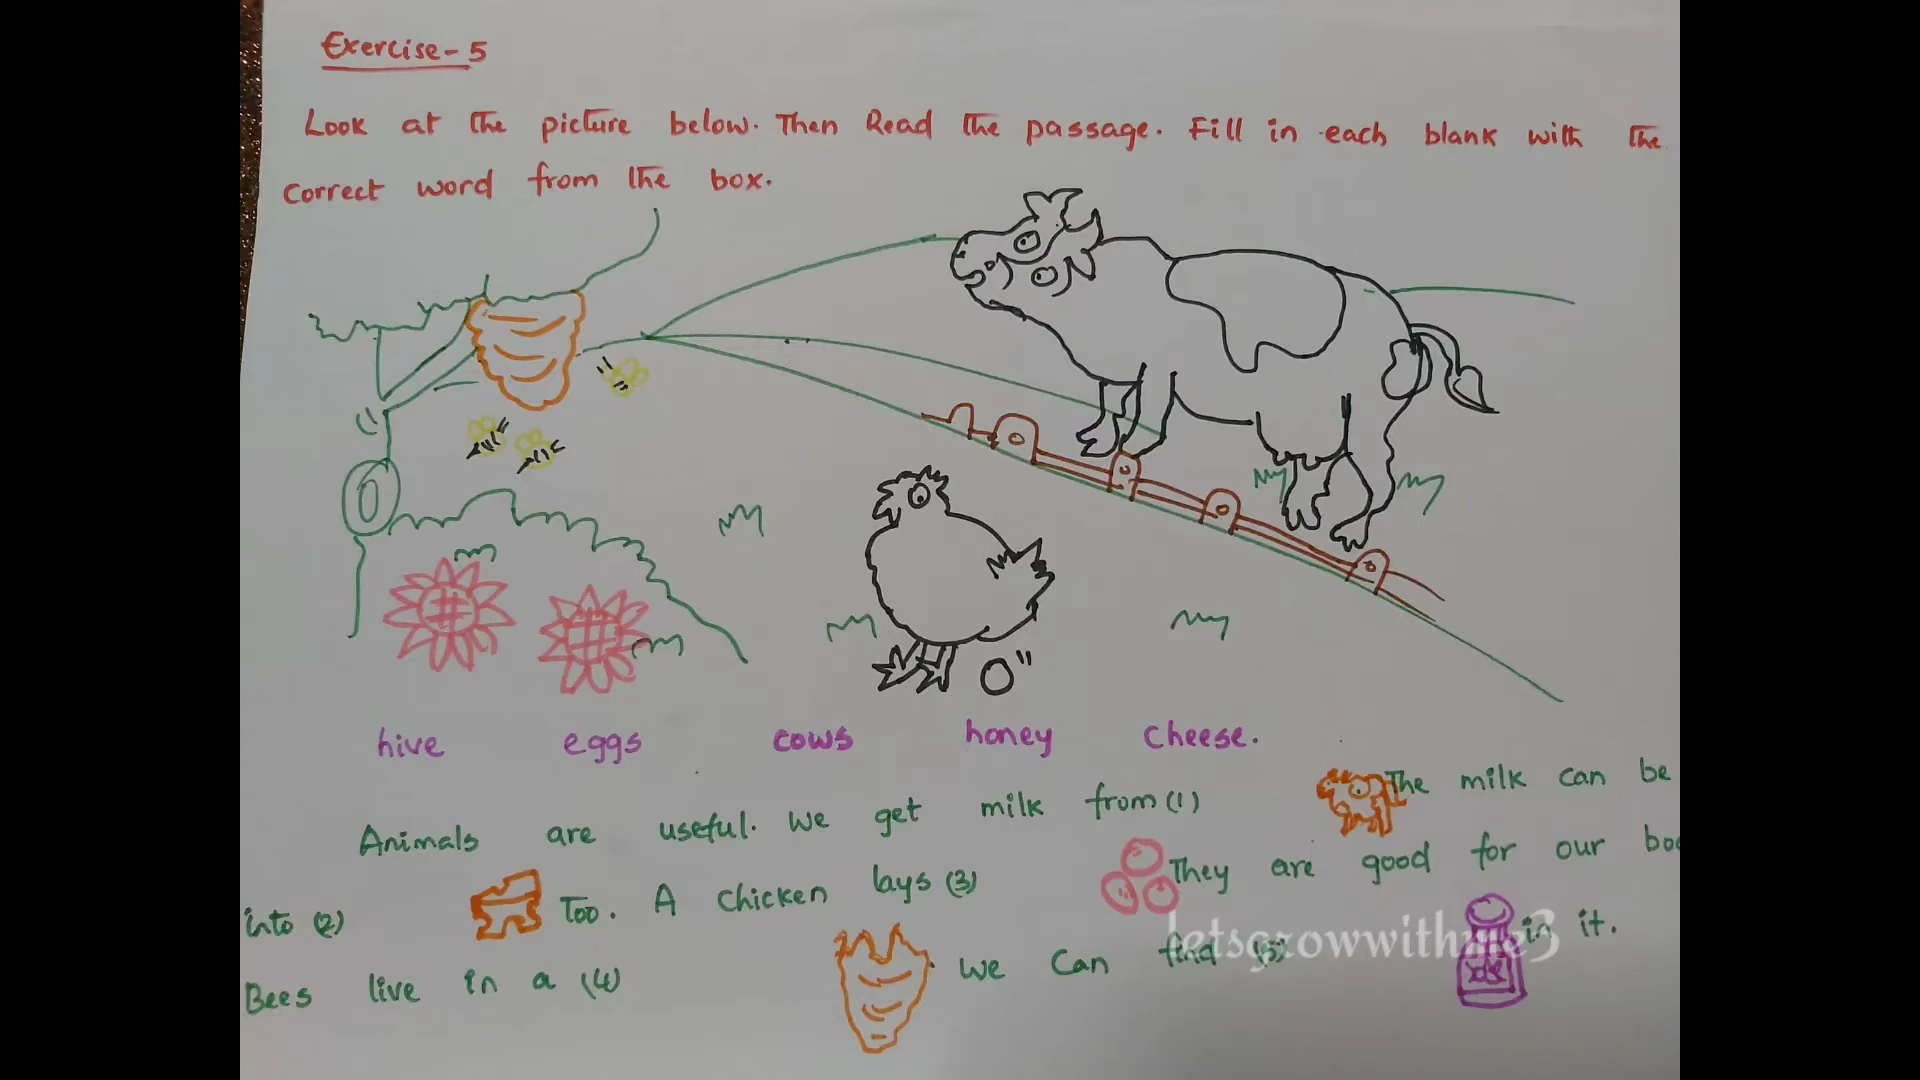 Exercise-5
Look at the picture below. Then Read the passage. Fill in each blank with the
correct word from the box.
hive eggs cows honey cheese.
Animals are useful. We get milk from (1) The milk can be
into (2) Too. A chicken lays (3) They are good for our
Bees live in a (4) . We can find (5) in it.
letsgrowwithme3